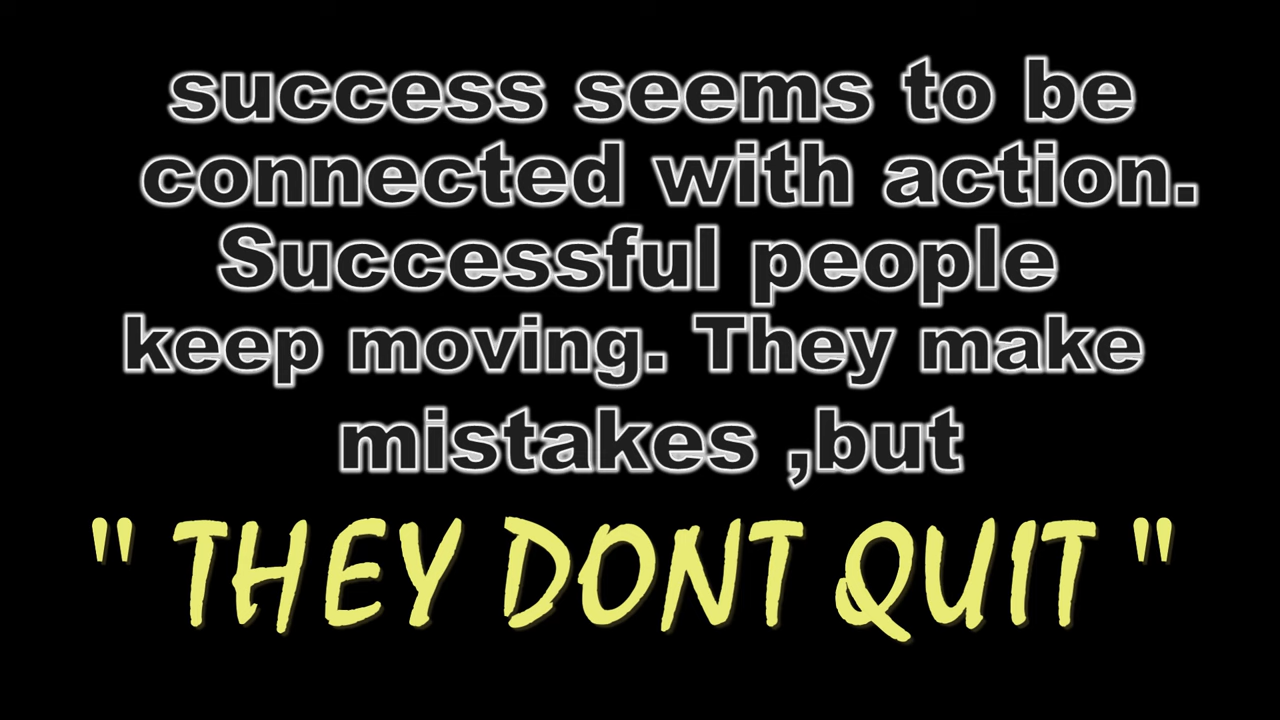 success seems to be
connected with action.
Successful people
keep moving. They make
mistakes ,but
" THEY DONT QUIT "